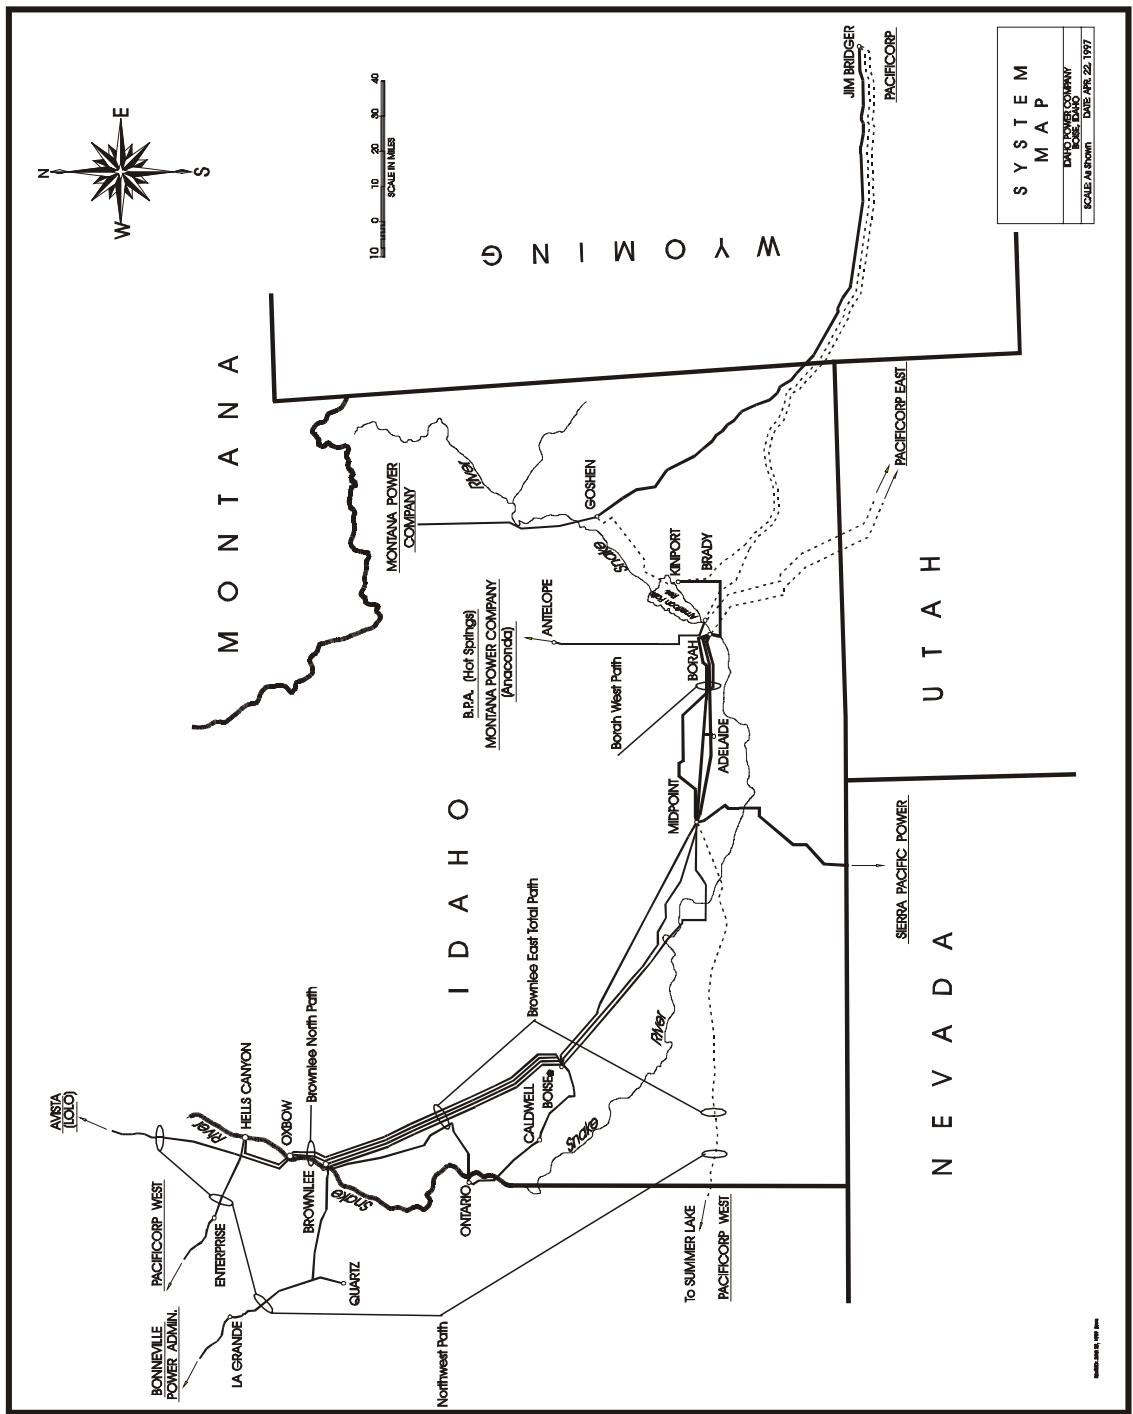 SYSTEM
MAP
IDAHO POWER COMPANY
BOISE, IDAHO
SCALE: As Shown DATE: APR. 22, 1997
N
E
S
W
10 0 10 20 30 40
SCALE IN MILES
MONTANA
WYOMING
IDAHO
UTAH
NEVADA
AVISTA
(LOLO)
PACIFICORP WEST
BONNEVILLE
POWER ADMIN.
LA GRANDE
ENTERPRISE
QUARTZ
HELLS CANYON
OXBOW
BROWNLEE
River
Snake
Brownlee North Path
Northwest Path
ONTARIO
CALDWELL
BOISE
Brownlee East Total Path
Snake
River
To SUMMER LAKE
PACIFICORP WEST
MIDPOINT
ADELAIDE
SIERRA PACIFIC POWER
Borah West Path
BORAH
B.P.A. (Hot Springs)
MONTANA POWER COMPANY
(Anaconda)
ANTELOPE
MONTANA POWER
COMPANY
River
Snake
GOSHEN
American Falls
KINPORT
BRADY
PACIFICORP EAST
JIM BRIDGER
PACIFICORP